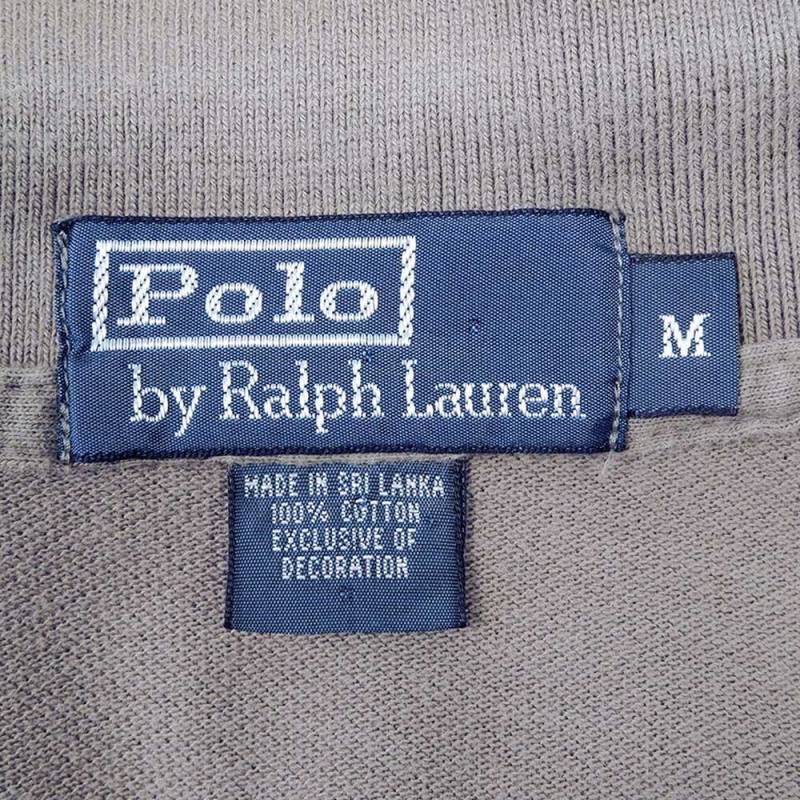 Polo
by Ralph Lauren
M
MADE IN SRI LANKA
100% COTTON
EXCLUSIVE OF
DECORATION